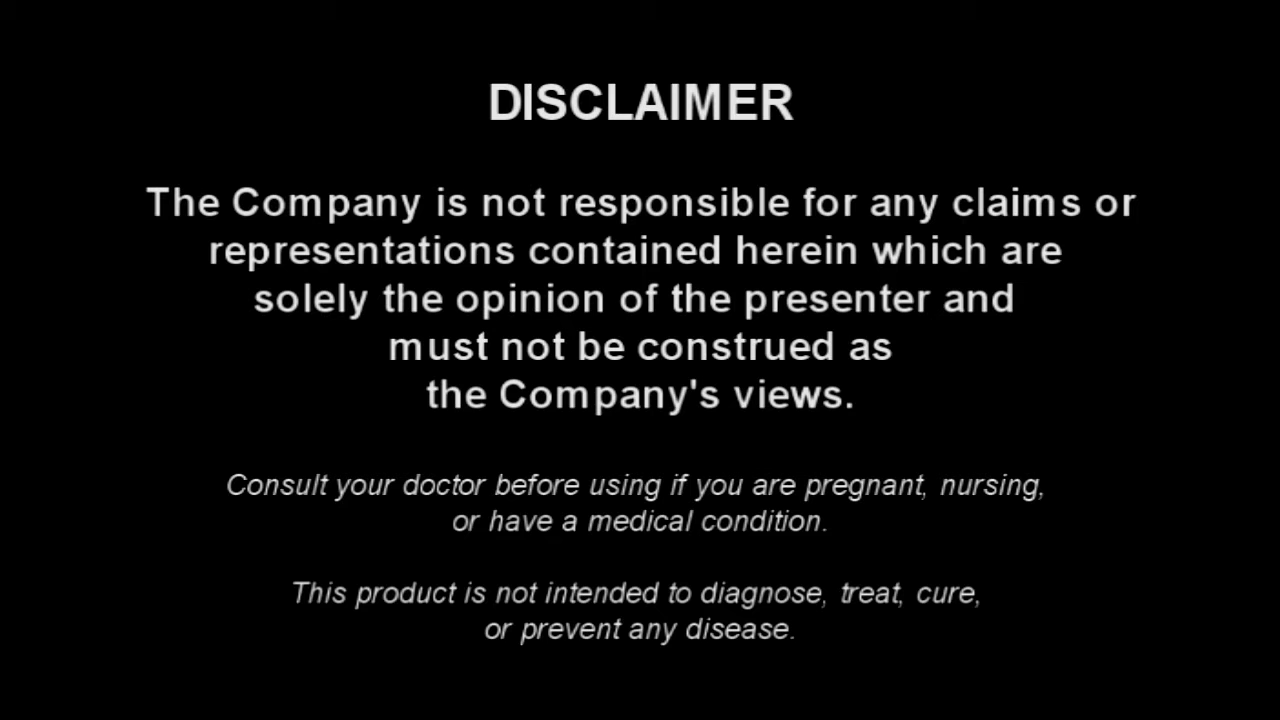 DISCLAIMER
The Company is not responsible for any claims or
representations contained herein which are
solely the opinion of the presenter and
must not be construed as
the Company's views.
Consult your doctor before using if you are pregnant, nursing,
or have a medical condition.
This product is not intended to diagnose, treat, cure,
or prevent any disease.